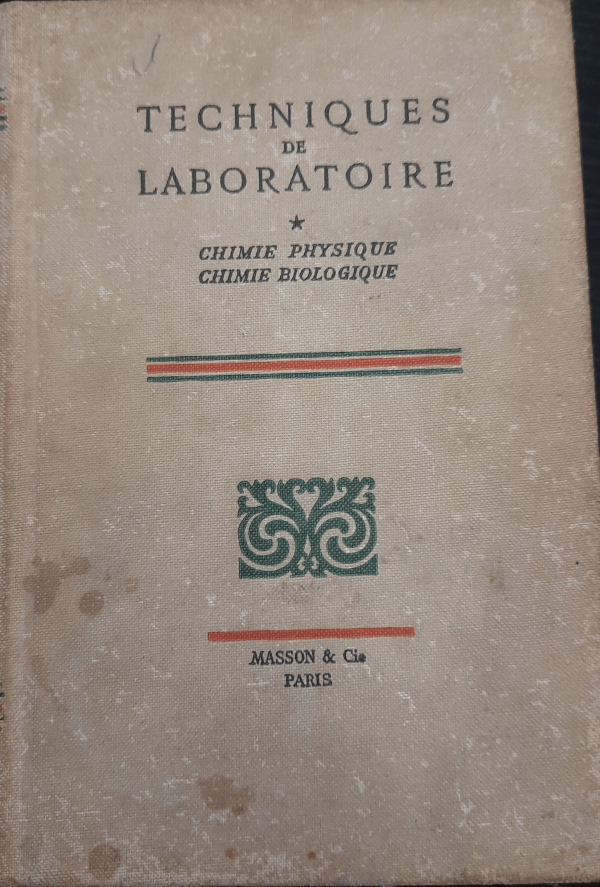 TECHNIQUES
DE
LABORATOIRE
★
CHIMIE PHYSIQUE
CHIMIE BIOLOGIQUE
MASSON & Cie
PARIS